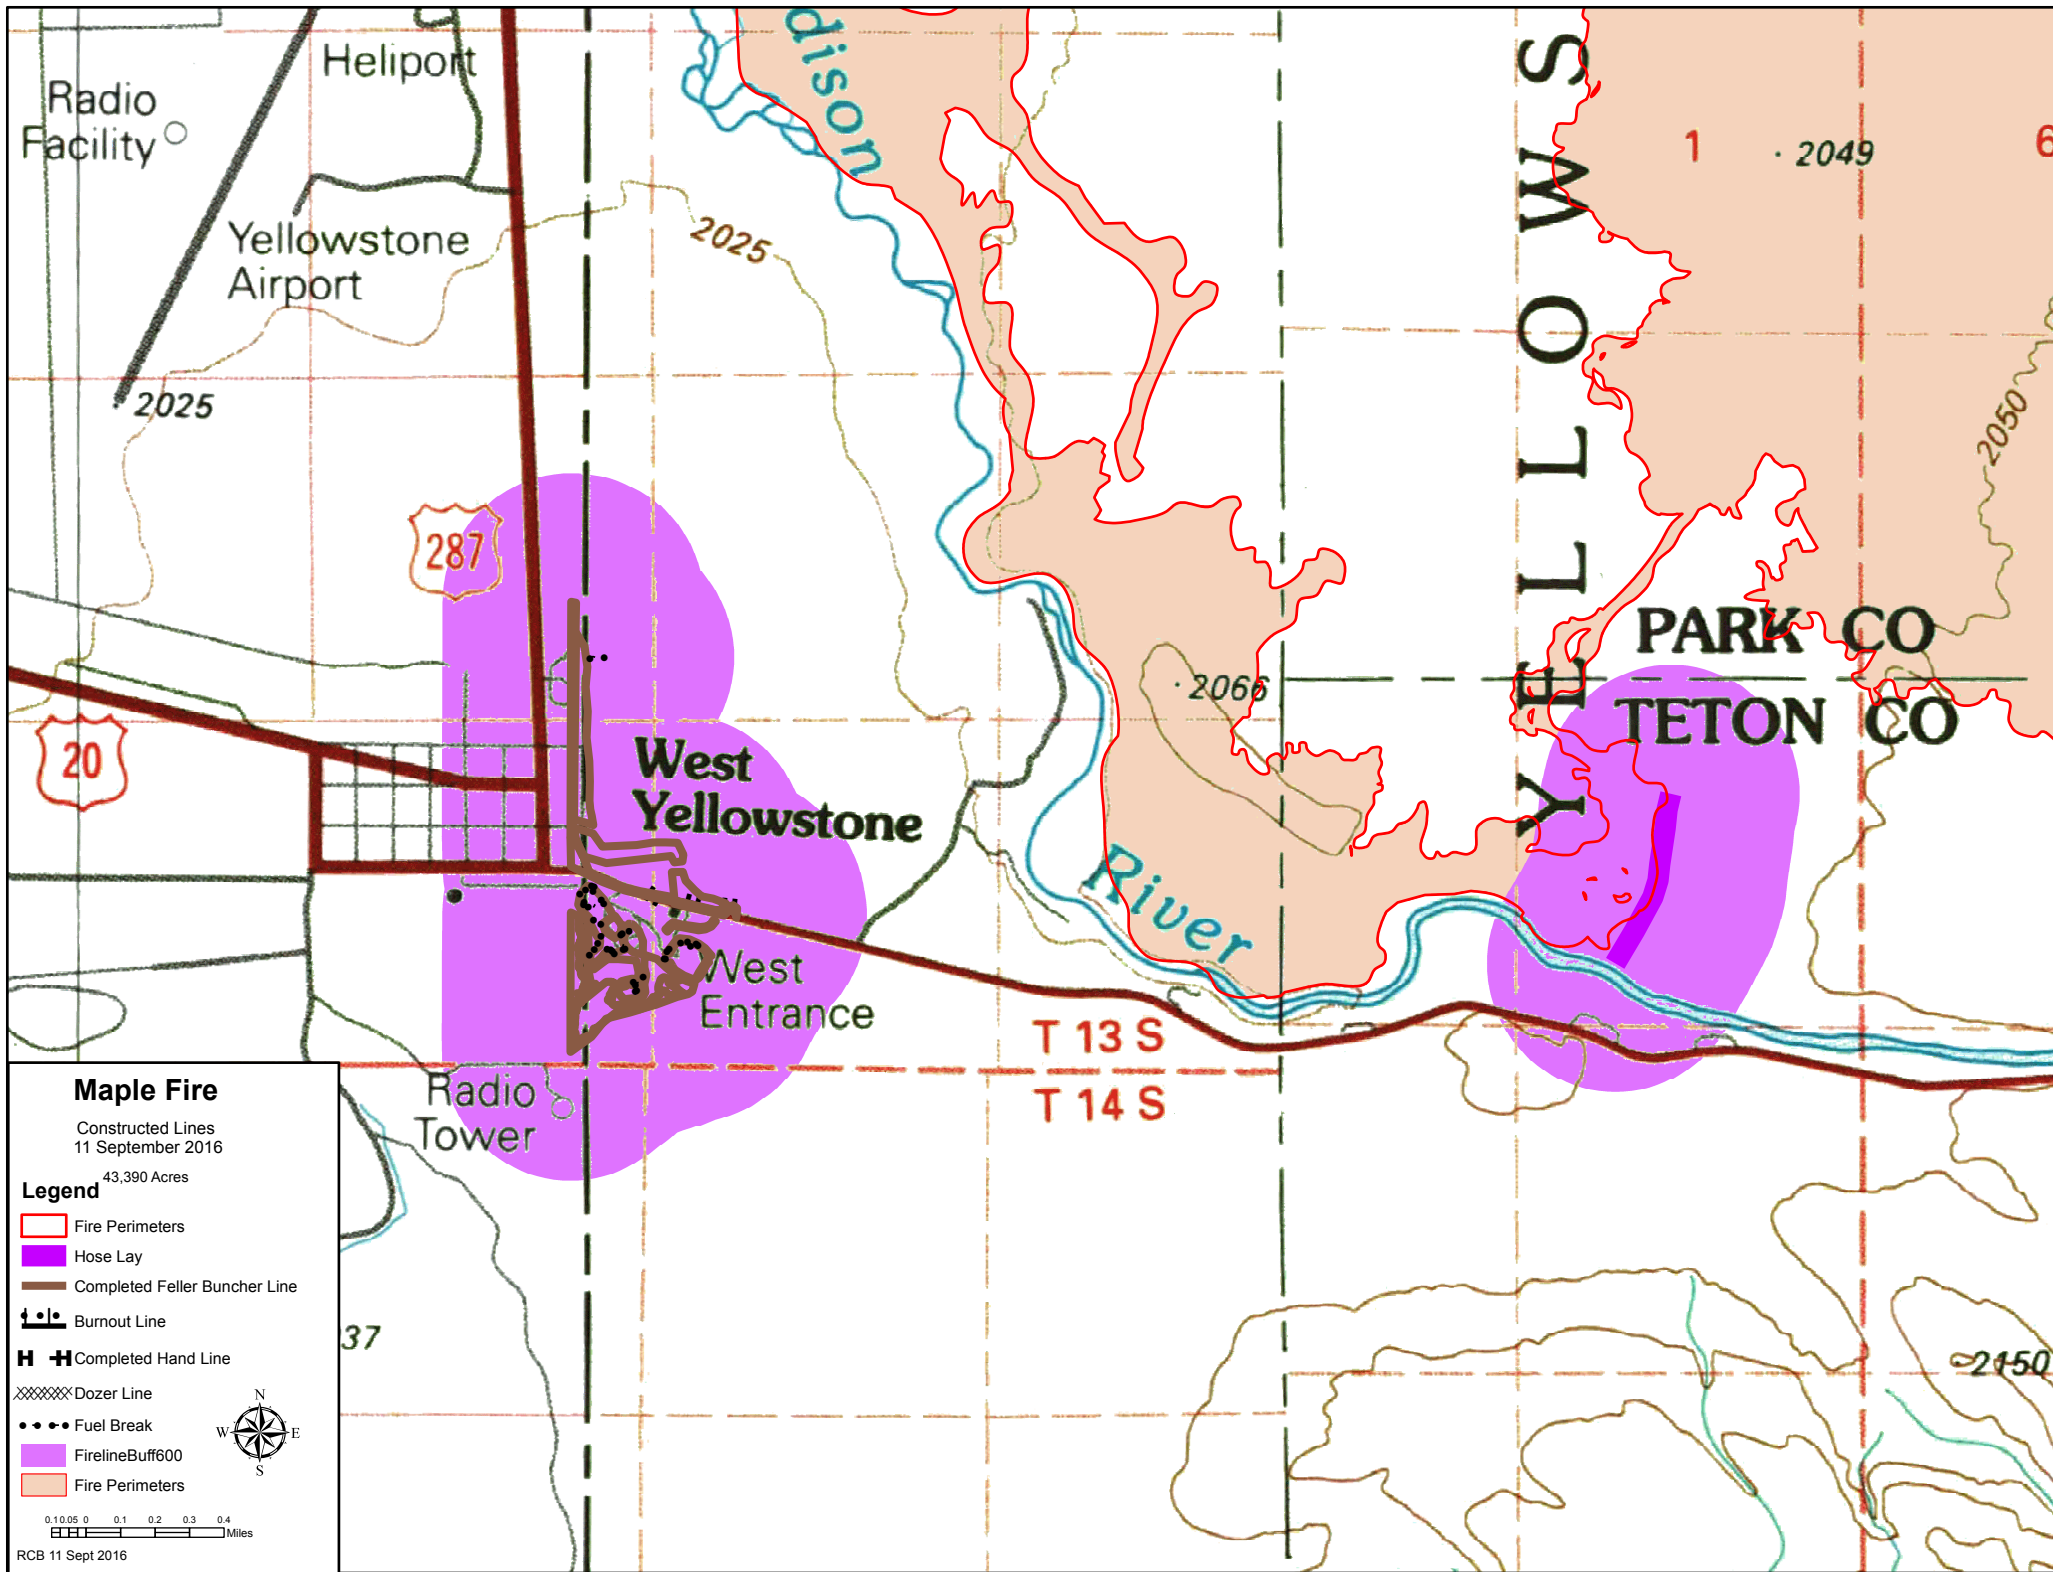 Heliport
Radio
Facility
Yellowstone
Airport
2025
2025
dison
YELLOWS
1
2049
6
2050
287
20
PARK CO
TETON CO
2066
West
Yellowstone
River
West
Entrance
T 13 S
T 14 S
Radio
Tower
37
2150
Maple Fire
Constructed Lines
11 September 2016
43,390 Acres
Legend
Fire Perimeters
Hose Lay
Completed Feller Buncher Line
Burnout Line
H H Completed Hand Line
Dozer Line
Fuel Break
FirelineBuff600
Fire Perimeters
N
W E
S
0.1 0.05 0 0.1 0.2 0.3 0.4
Miles
RCB 11 Sept 2016